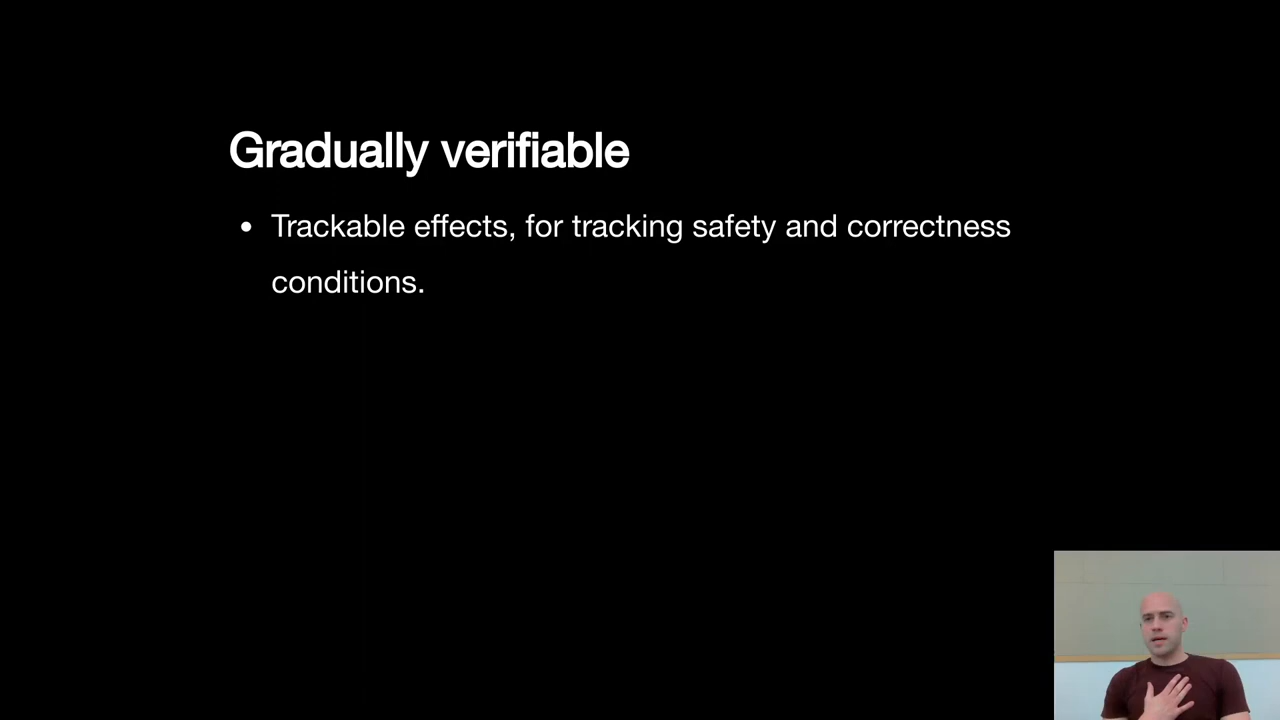 Gradually verifiable
• Trackable effects, for tracking safety and correctness
conditions.